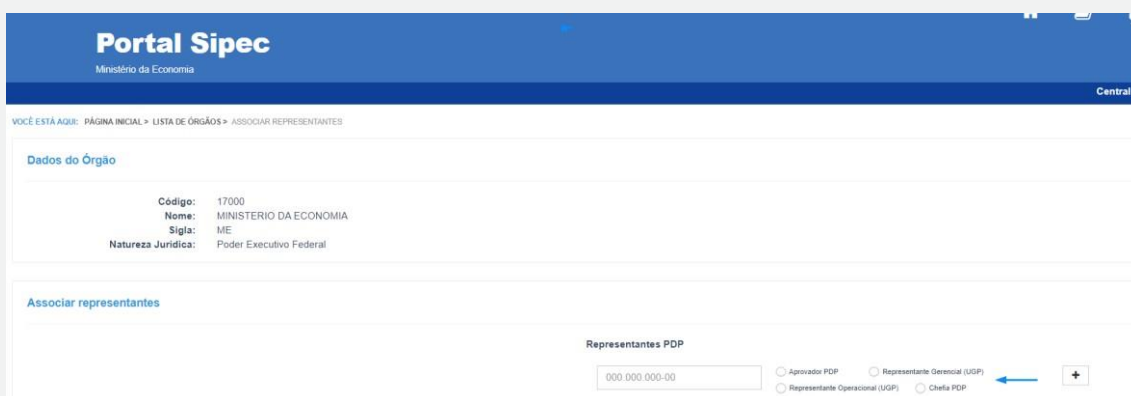 Portal Sipec
Ministério da Economia
Central
VOCÊ ESTÁ AQUI: PÁGINA INICIAL > LISTA DE ÓRGÃOS > ASSOCIAR REPRESENTANTES
Dados do Órgão
Código: 17000
Nome: MINISTERIO DA ECONOMIA
Sigla: ME
Natureza Jurídica: Poder Executivo Federal
Associar representantes
Representantes PDP
000.000.000-00
Aprovador PDP Representante Gerencial (UGP)
Representante Operacional (UGP) Chefia PDP
+